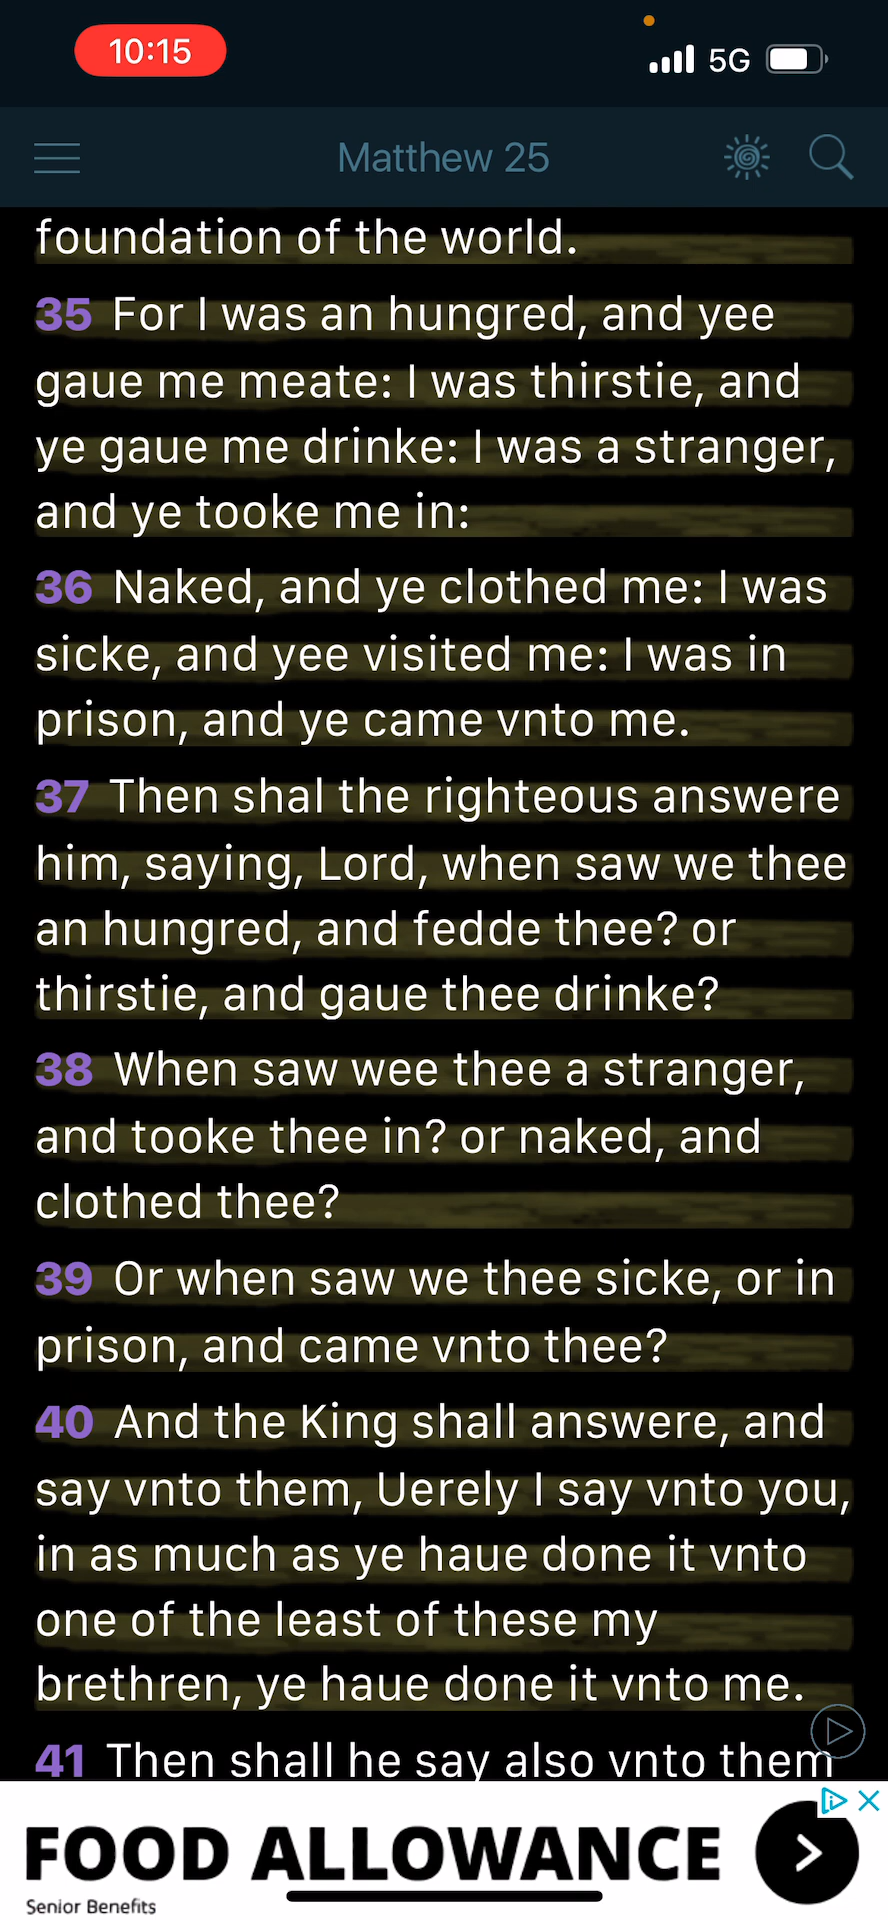 10:15
5G
Matthew 25
foundation of the world.
35 For I was an hungred, and yee
gaue me meate: I was thirstie, and
ye gaue me drinke: I was a stranger,
and ye tooke me in:
36 Naked, and ye clothed me: I was
sicke, and yee visited me: I was in
prison, and ye came vnto me.
37 Then shal the righteous answere
him, saying, Lord, when saw we thee
an hungred, and fedde thee? or
thirstie, and gaue thee drinke?
38 When saw wee thee a stranger,
and tooke thee in? or naked, and
clothed thee?
39 Or when saw we thee sicke, or in
prison, and came vnto thee?
40 And the King shall answere, and
say vnto them, Uerely I say vnto you,
in as much as ye haue done it vnto
one of the least of these my
brethren, ye haue done it vnto me.
41 Then shall he say also vnto them
FOOD ALLOWANCE
Senior Benefits